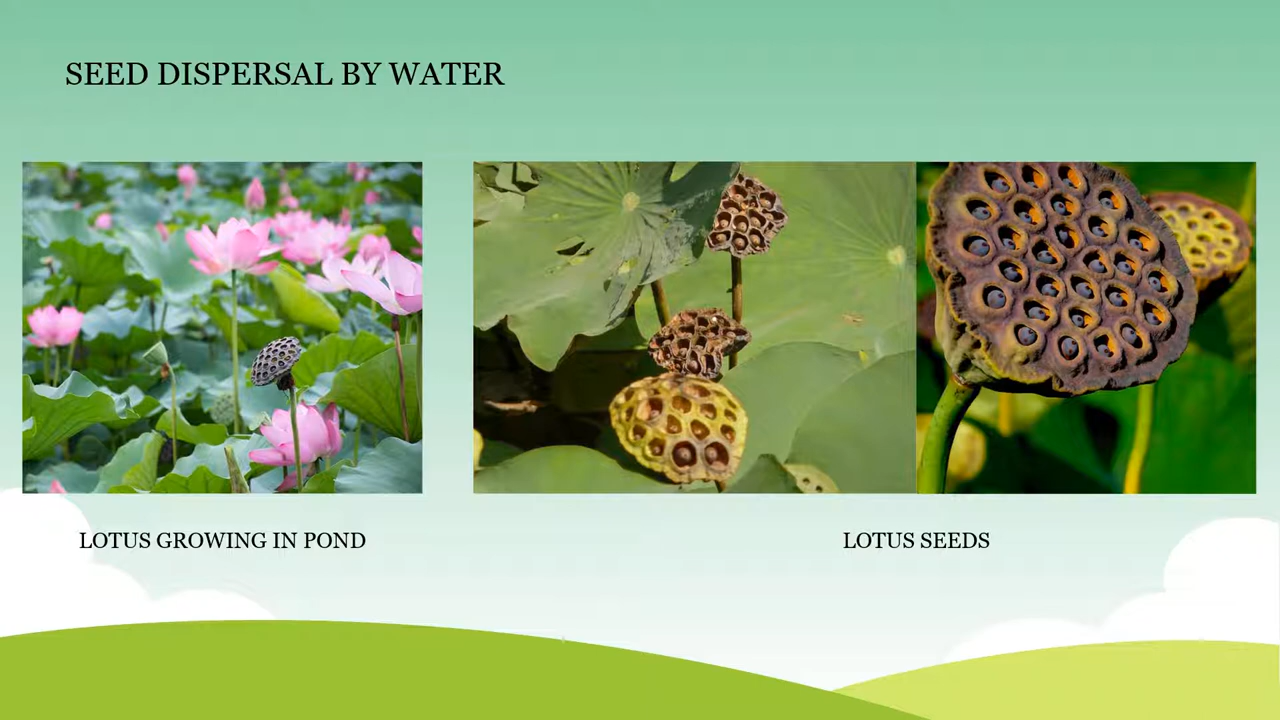 SEED DISPERSAL BY WATER
LOTUS GROWING IN POND
LOTUS SEEDS